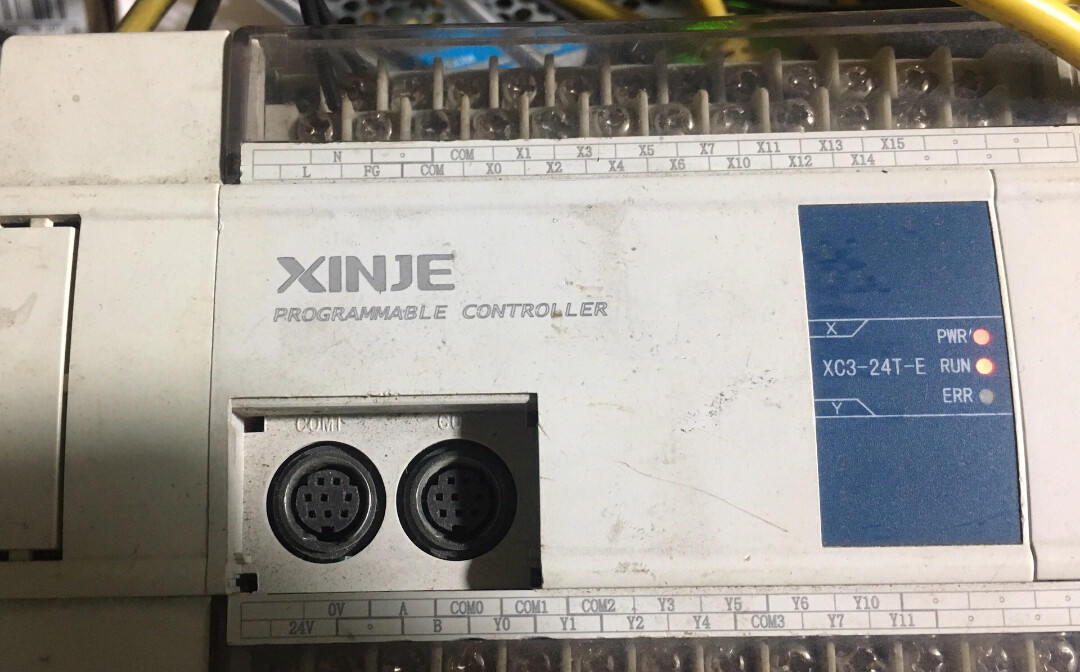 N ∘ COM X1 X3 X5 X7 X11 X13 X15 ∘ ∘
L FG COM X0 X2 X4 X6 X10 X12 X14 ∘ ∘
XINJE
PROGRAMMABLE CONTROLLER
X
PWR
XC3-24T-E RUN
ERR
Y
COM1
0V A COM0 COM1 COM2 Y3 Y5 Y6 Y10 ∘ ∘ ∘
24V ∘ B Y0 Y1 Y2 Y4 COM3 Y7 Y11 ∘ ∘